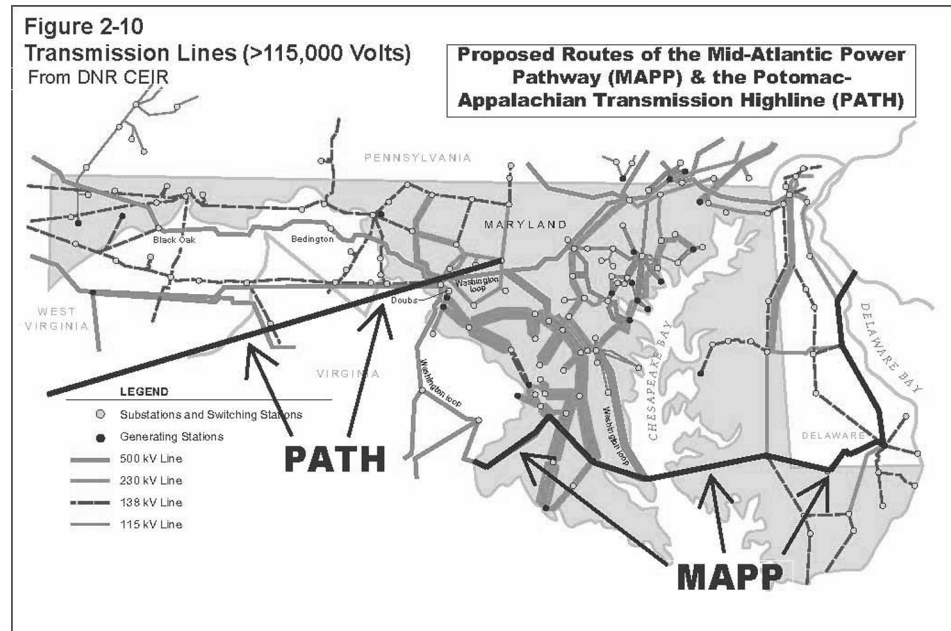 Figure 2-10
Transmission Lines (>115,000 Volts)
From DNR CEIR
Proposed Routes of the Mid-Atlantic Power
Pathway (MAPP) & the Potomac-
Appalachian Transmission Highline (PATH)
PENNSYLVANIA
MARYLAND
Black Oak
Bedington
Washington
loop
Doubs
WEST
VIRGINIA
VIRGINIA
Washington loop
Washington loop
CHESAPEAKE BAY
DELAWARE BAY
DELAWARE
LEGEND
Substations and Switching Stations
Generating Stations
500 kV Line
230 kV Line
138 kV Line
115 kV Line
PATH
MAPP